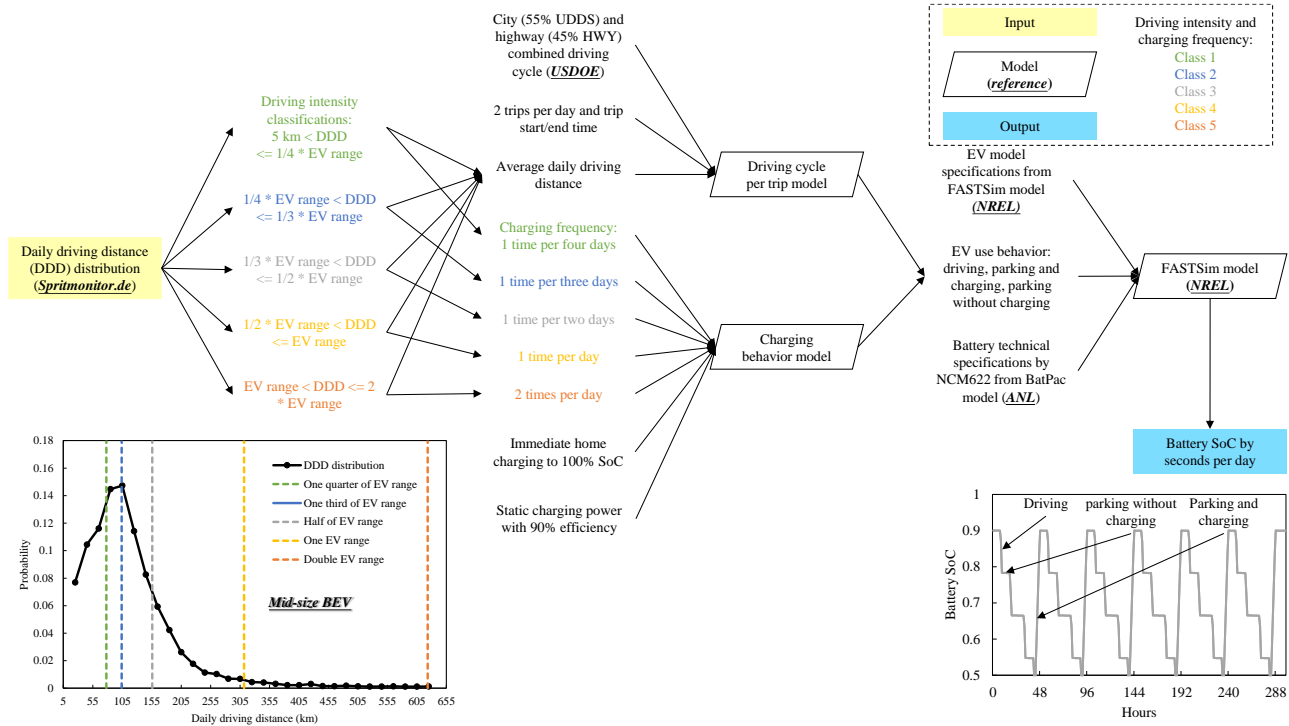 City (55% UDDS) and
highway (45% HWY)
combined driving
cycle (USDOE)
2 trips per day and trip
start/end time
Average daily driving
distance
Input
Model
(reference)
Output
Driving intensity and
charging frequency:
Class 1
Class 2
Class 3
Class 4
Class 5
Daily driving distance
(DDD) distribution
(Spritmonitor.de)
Driving intensity
classifications:
5 km < DDD
<= 1/4 * EV range
1/4 * EV range < DDD
<= 1/3 * EV range
1/3 * EV range < DDD
<= 1/2 * EV range
1/2 * EV range < DDD
<= EV range
EV range < DDD <= 2
* EV range
Charging frequency:
1 time per four days
1 time per three days
1 time per two days
1 time per day
2 times per day
Immediate home
charging to 100% SoC
Static charging power
with 90% efficiency
Driving cycle
per trip model
Charging
behavior model
EV model
specifications from
FASTSim model
(NREL)
EV use behavior:
driving, parking and
charging, parking
without charging
Battery technical
specifications by
NCM622 from BatPac
model (ANL)
FASTSim model
(NREL)
Battery SoC by
seconds per day
0.18
0.16
0.14
0.12
0.1
0.08
0.06
0.04
0.02
0
Probability
5 55 105 155 205 255 305 355 405 455 505 555 605 655
Daily driving distance (km)
DDD distribution
One quarter of EV range
One third of EV range
Half of EV range
One EV range
Double EV range
Mid-size BEV
1
0.9
0.8
0.7
0.6
0.5
Battery SoC
Driving
parking without
charging
Parking and
charging
0 48 96 144 192 240 288
Hours